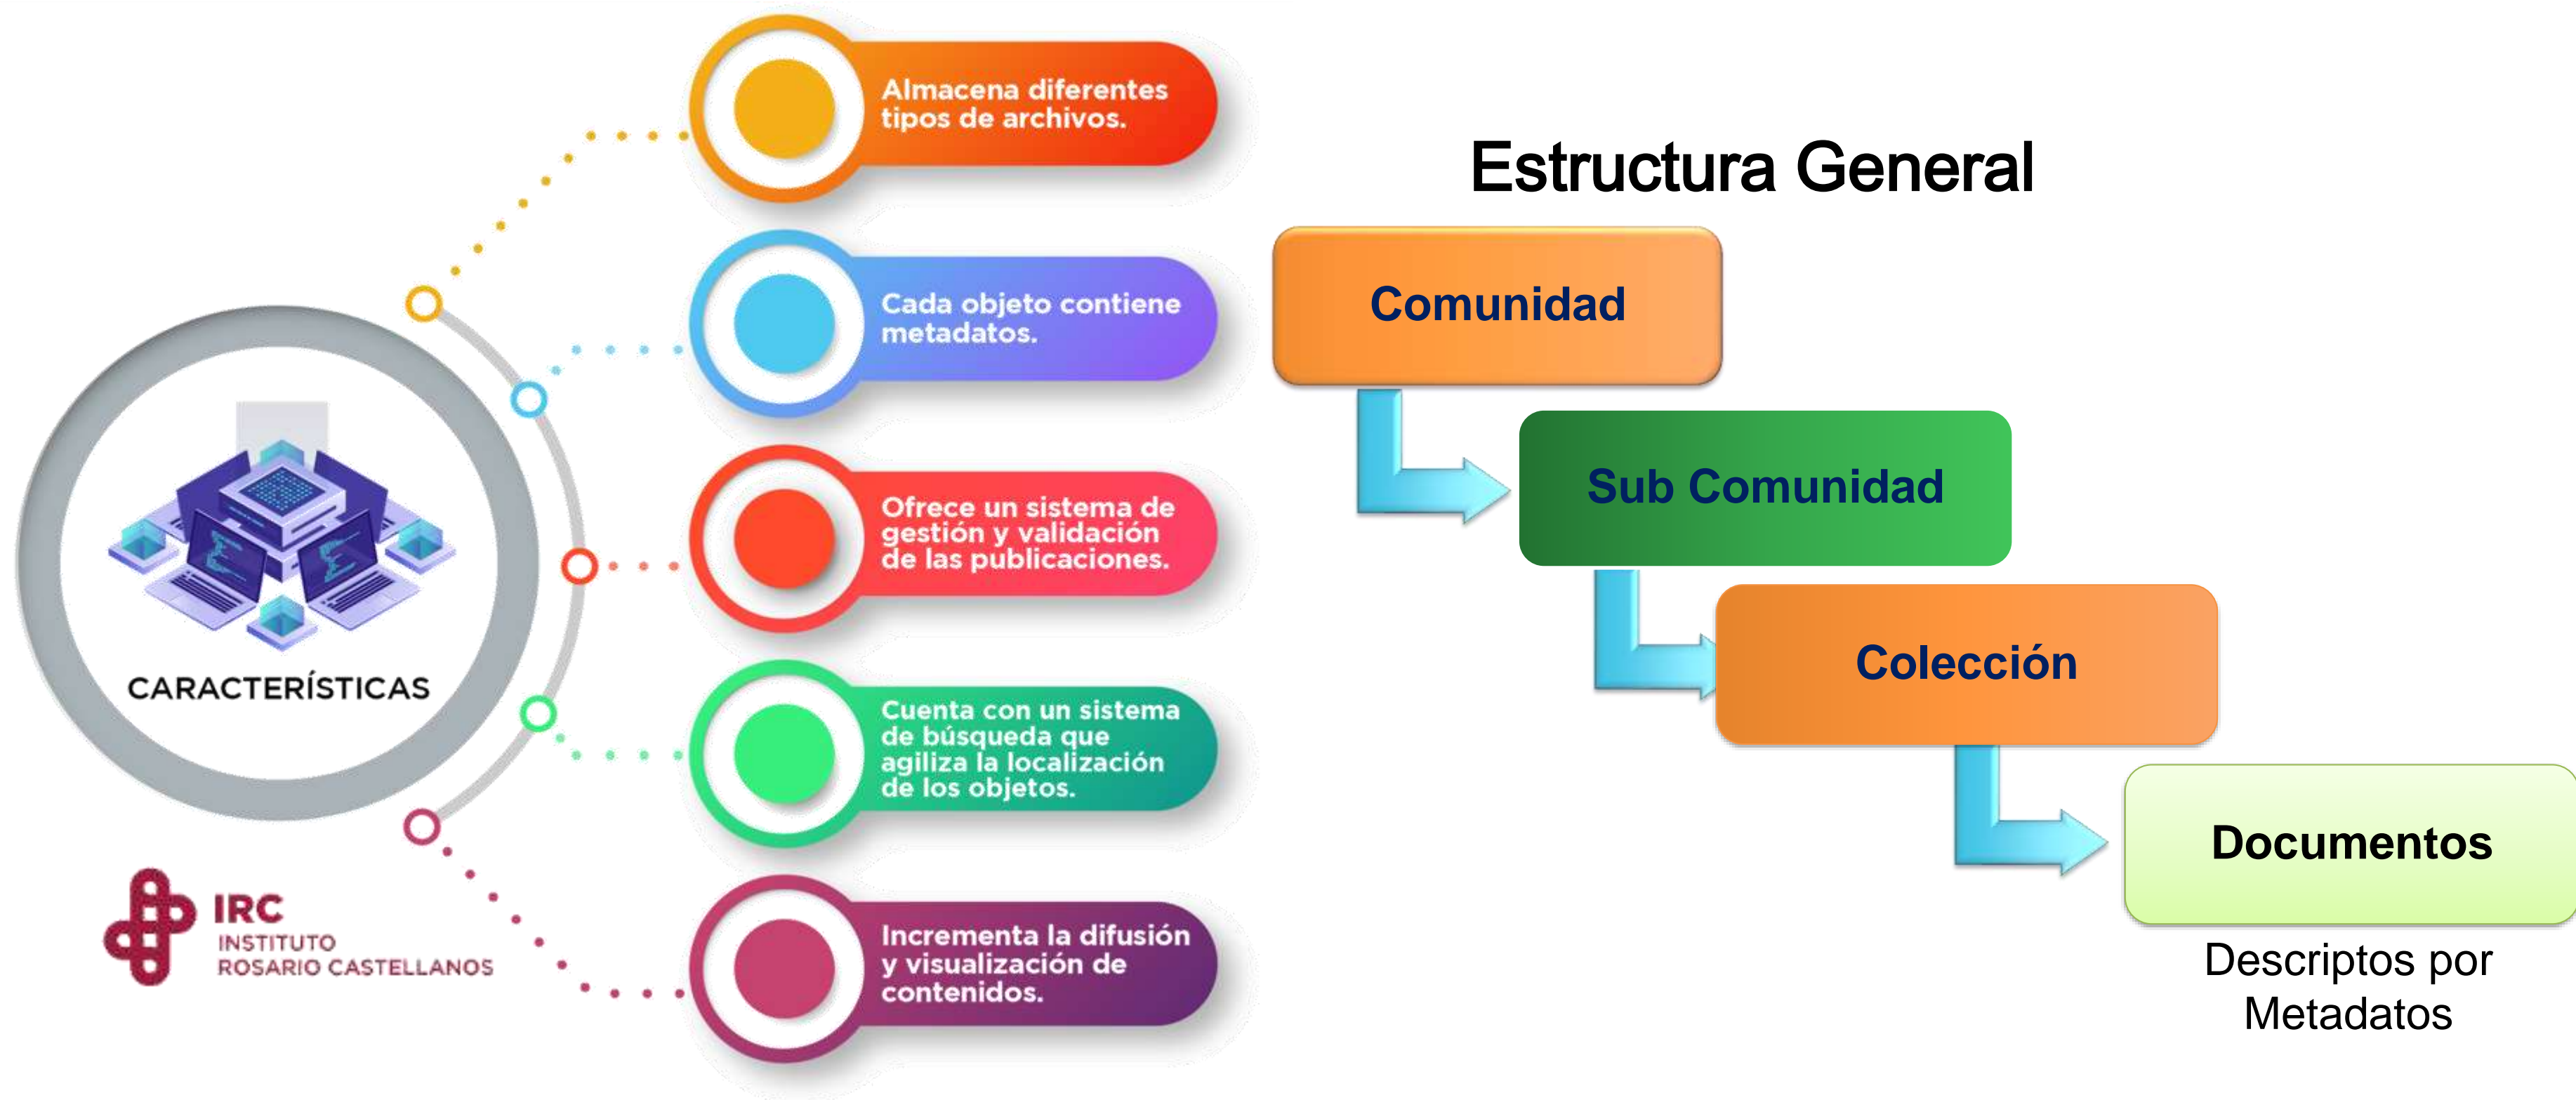 Almacena diferentes
tipos de archivos.
Cada objeto contiene
metadatos.
Ofrece un sistema de
gestión y validación
de las publicaciones.
Cuenta con un sistema
de búsqueda que
agiliza la localización
de los objetos.
Incrementa la difusión
y visualización de
contenidos.
CARACTERÍSTICAS
IRC
INSTITUTO
ROSARIO CASTELLANOS
Estructura General
Comunidad
Sub Comunidad
Colección
Documentos
Descriptos por
Metadatos